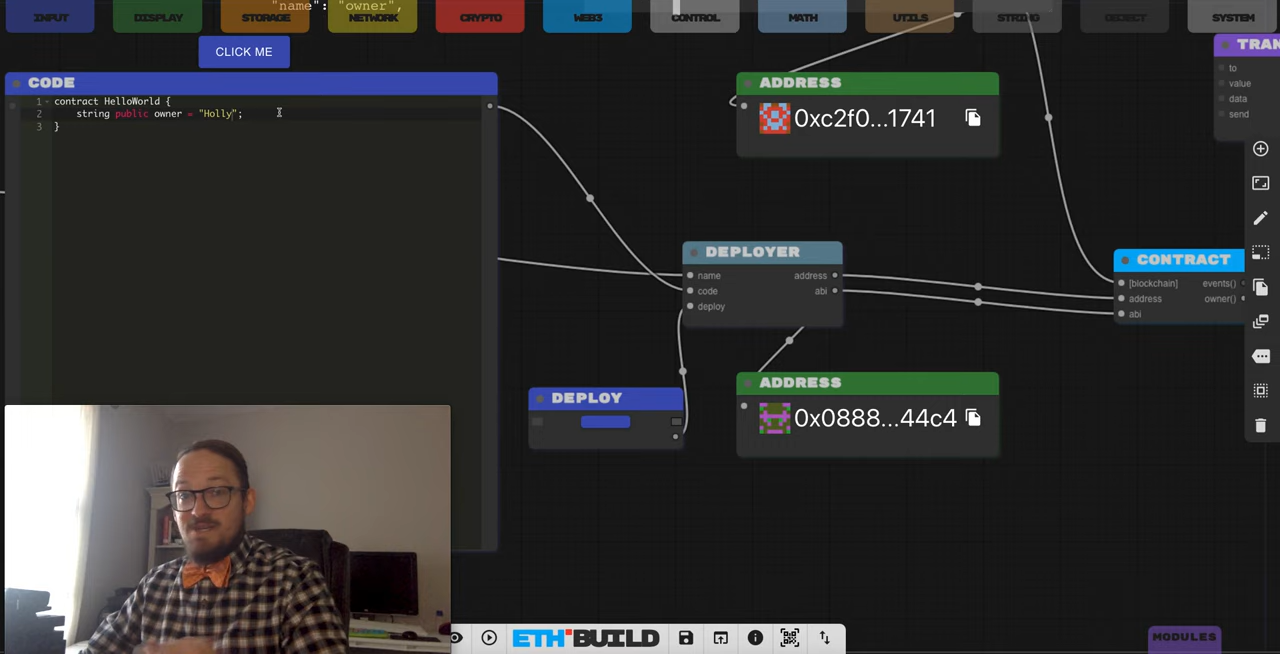 "name": "owner",
INPUT
DISPLAY
STORAGE
NETWORK
CRYPTO
WEB3
CONTROL
MATH
UTILS
STRING
OBJECT
SYSTEM
CLICK ME
CODE
1 contract HelloWorld {
2 string public owner = "Holly";
3 }
ADDRESS
0xc2f0...1741
TRAN
to
value
data
send
DEPLOYER
name address
code abi
deploy
CONTRACT
[blockchain] events()
address owner()
abi
DEPLOY
ADDRESS
0x0888...44c4
ETH BUILD
MODULES